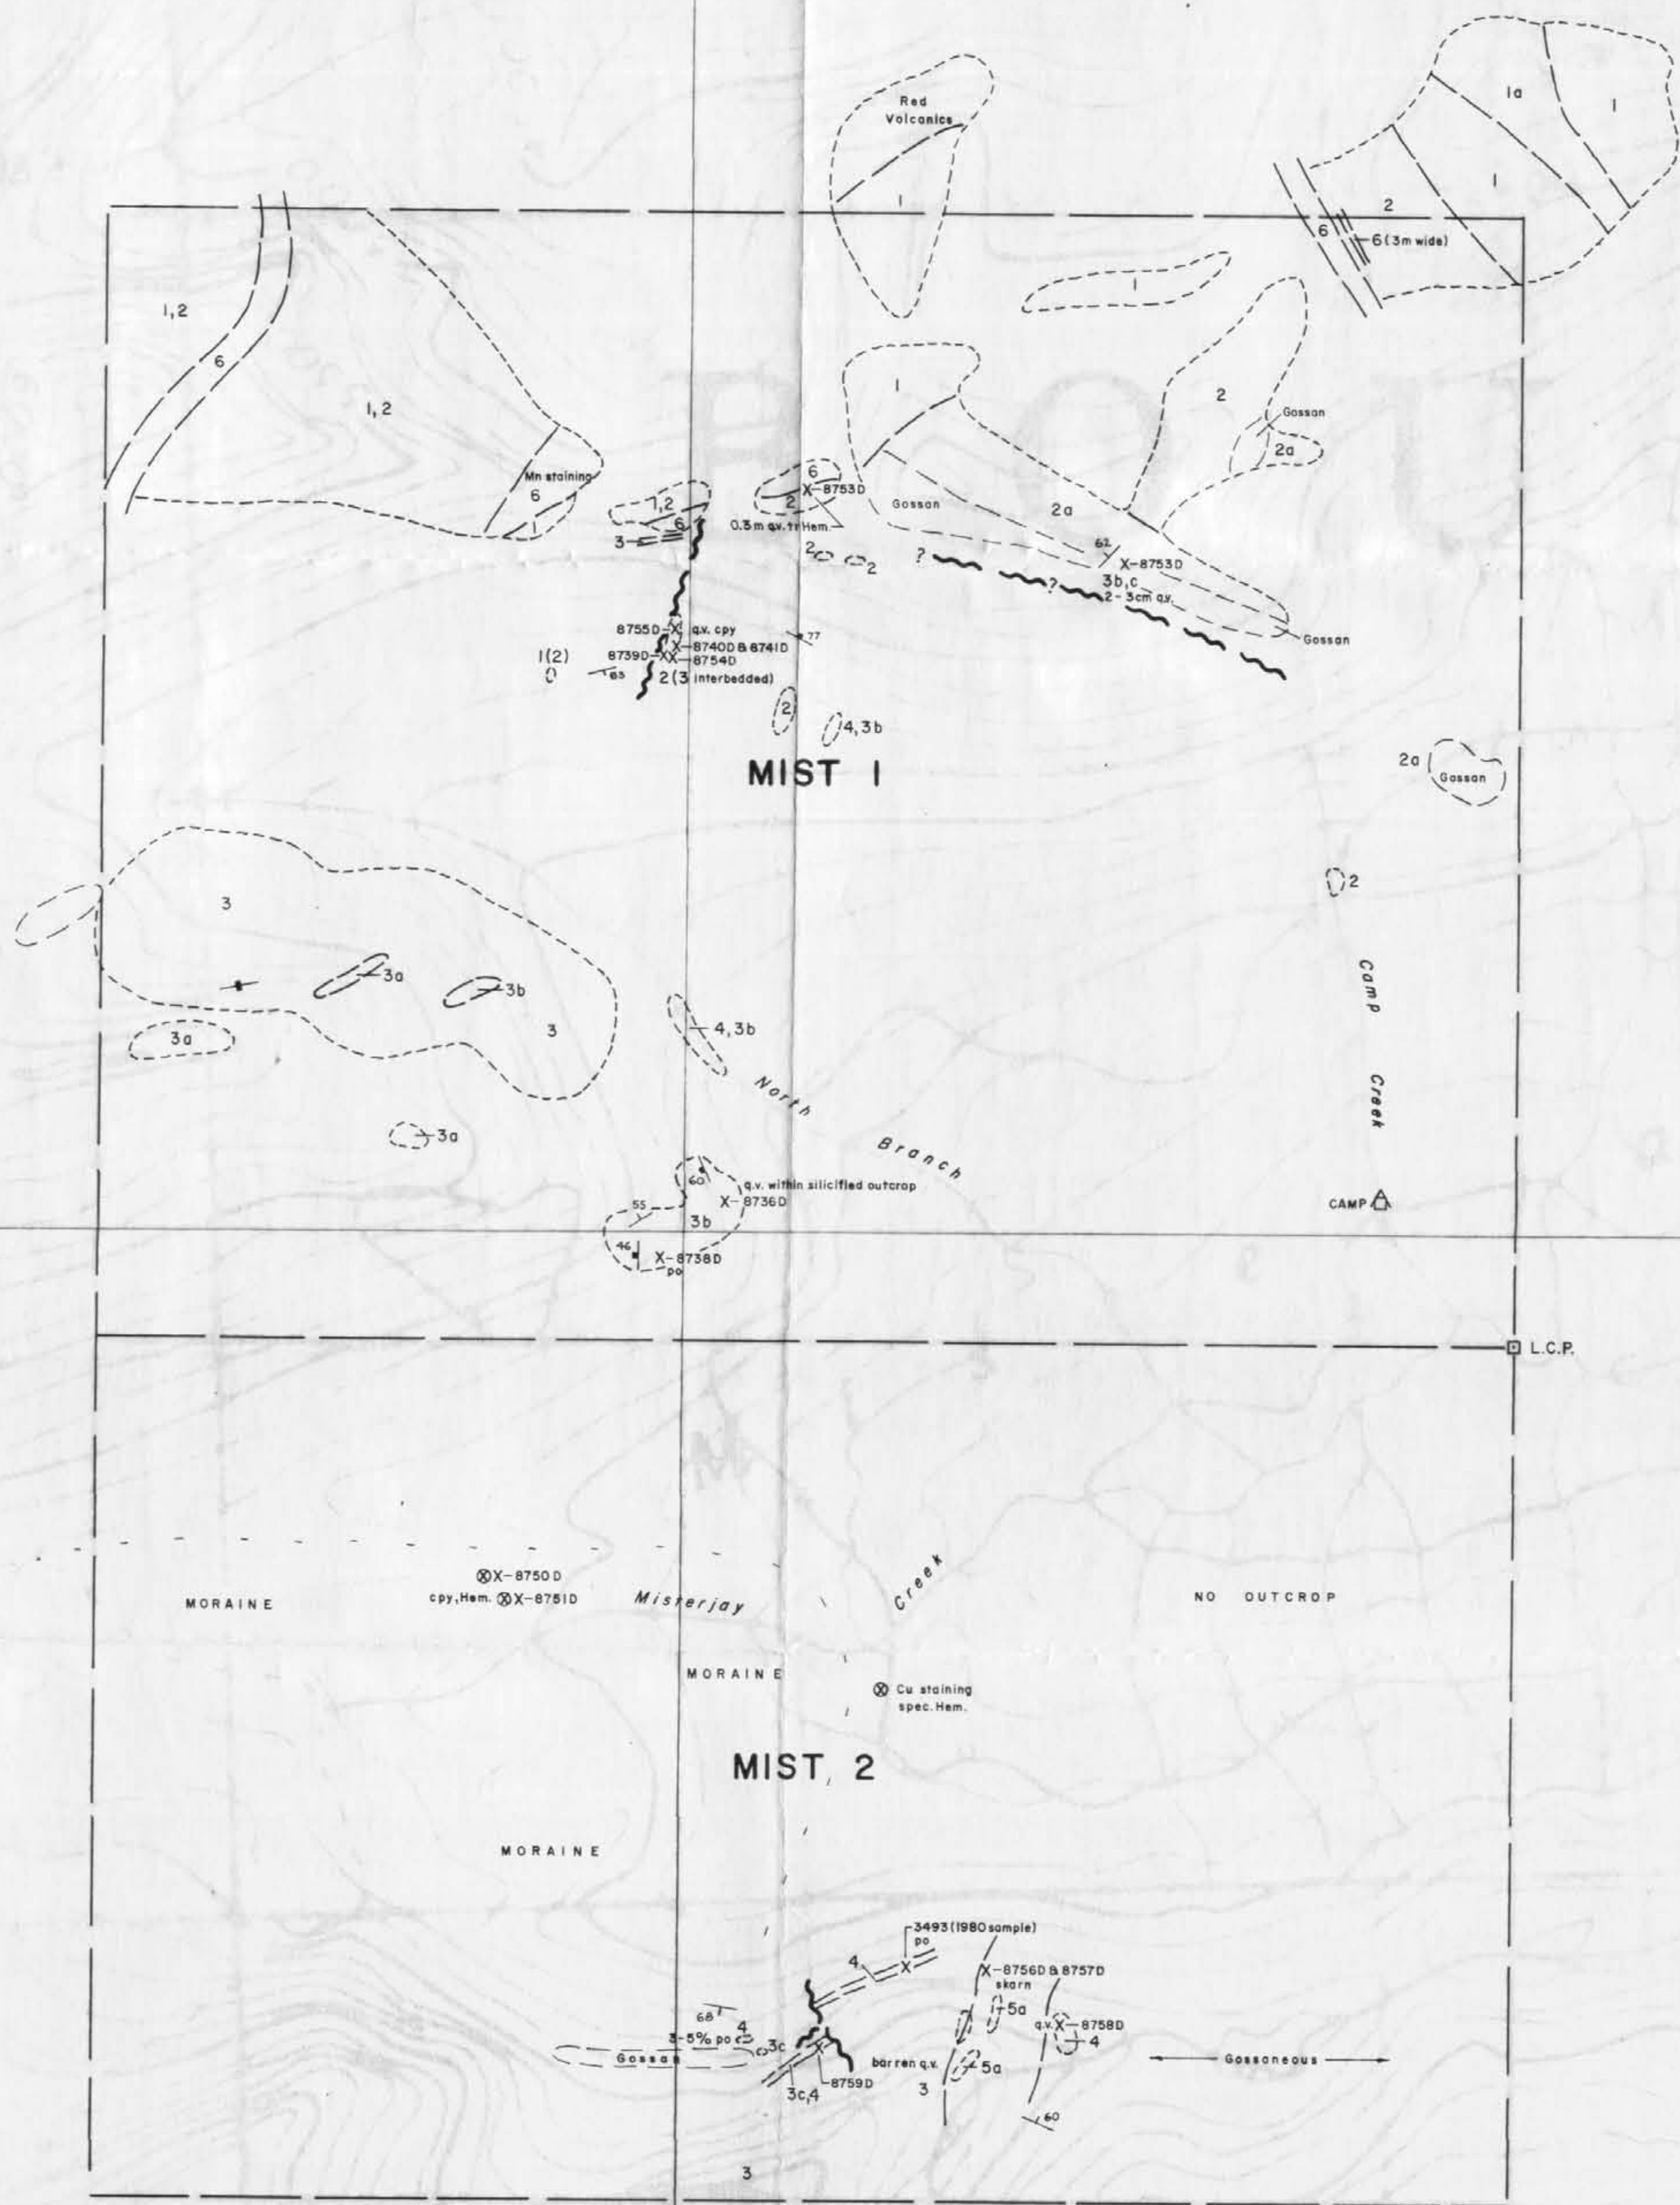 Red
Volcanics
1a
1
1
1
2
6
6(3m wide)
1
1,2
6
1,2
1
2
Gossan
2a
Mn staining
6
1
1,2
6
3
6
X-8753D
2
0.3m q.v. tr Hem.
Gossan
2a
62
X-8753D
3b,c
2-3cm q.v.
Gossan
2
2
?
?
8755D-X q.v. cpy
X-8740D & 8741D
8739D-XX-8754D
2(3 interbedded)
1(2)
65
77
2
4,3b
MIST 1
2a
Gossan
2
3
3a
3b
3
3a
3a
4,3b
North
Branch
Camp
Creek
CAMP
60
q.v. within silicified outcrop
X-8736D
55
3b
46
X-8738D
po
L.C.P.
X-8750D
cpy, Hem. X-8751D
MORAINE
Misterjay
Creek
NO OUTCROP
MORAINE
Cu staining
spec. Hem.
MIST 2
MORAINE
3493(1980 sample)
po
4
X-8756D & 8757D
skarn
5a
q.v. X-8758D
4
68
4
3-5% po
3c
Gossan
8759D
3c,4
barren q.v.
3
5a
Gossaneous
60
3